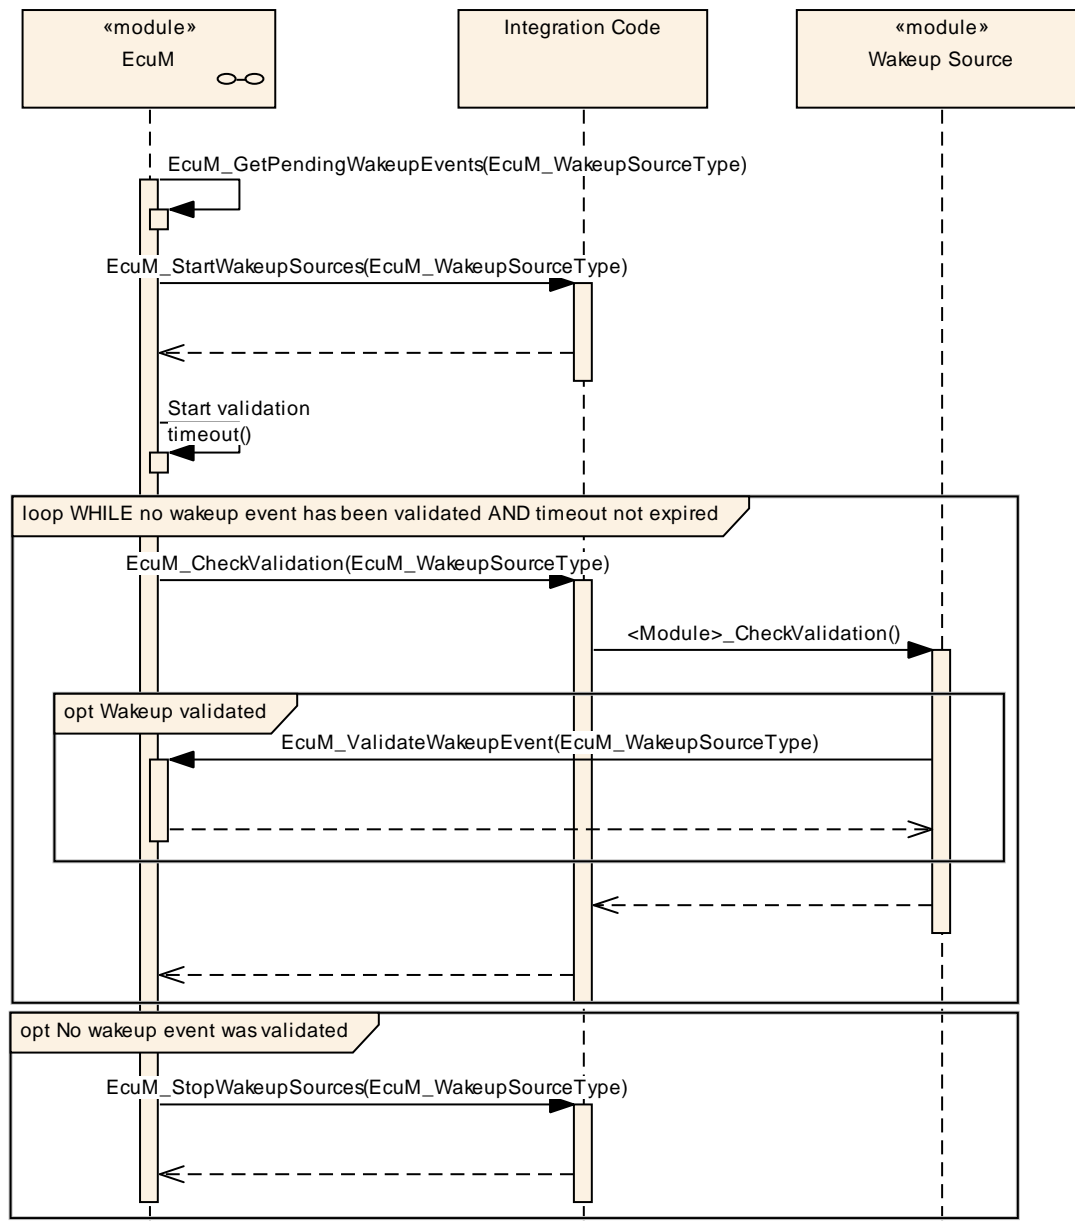 «module»
EcuM
Integration Code
«module»
Wakeup Source
EcuM_GetPendingWakeupEvents(EcuM_WakeupSourceType)
EcuM_StartWakeupSources(EcuM_WakeupSourceType)
Start validation
timeout()
loop WHILE no wakeup event has been validated AND timeout not expired
EcuM_CheckValidation(EcuM_WakeupSourceType)
<Module>_CheckValidation()
opt Wakeup validated
EcuM_ValidateWakeupEvent(EcuM_WakeupSourceType)
opt No wakeup event was validated
EcuM_StopWakeupSources(EcuM_WakeupSourceType)